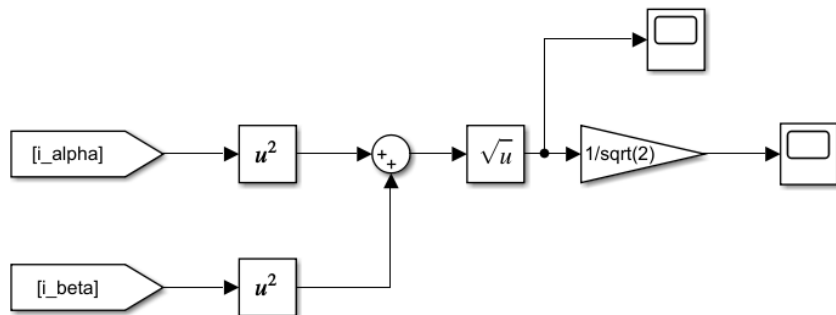 [i_alpha]
u²
+
+
√u
1/sqrt(2)
[i_beta]
u²